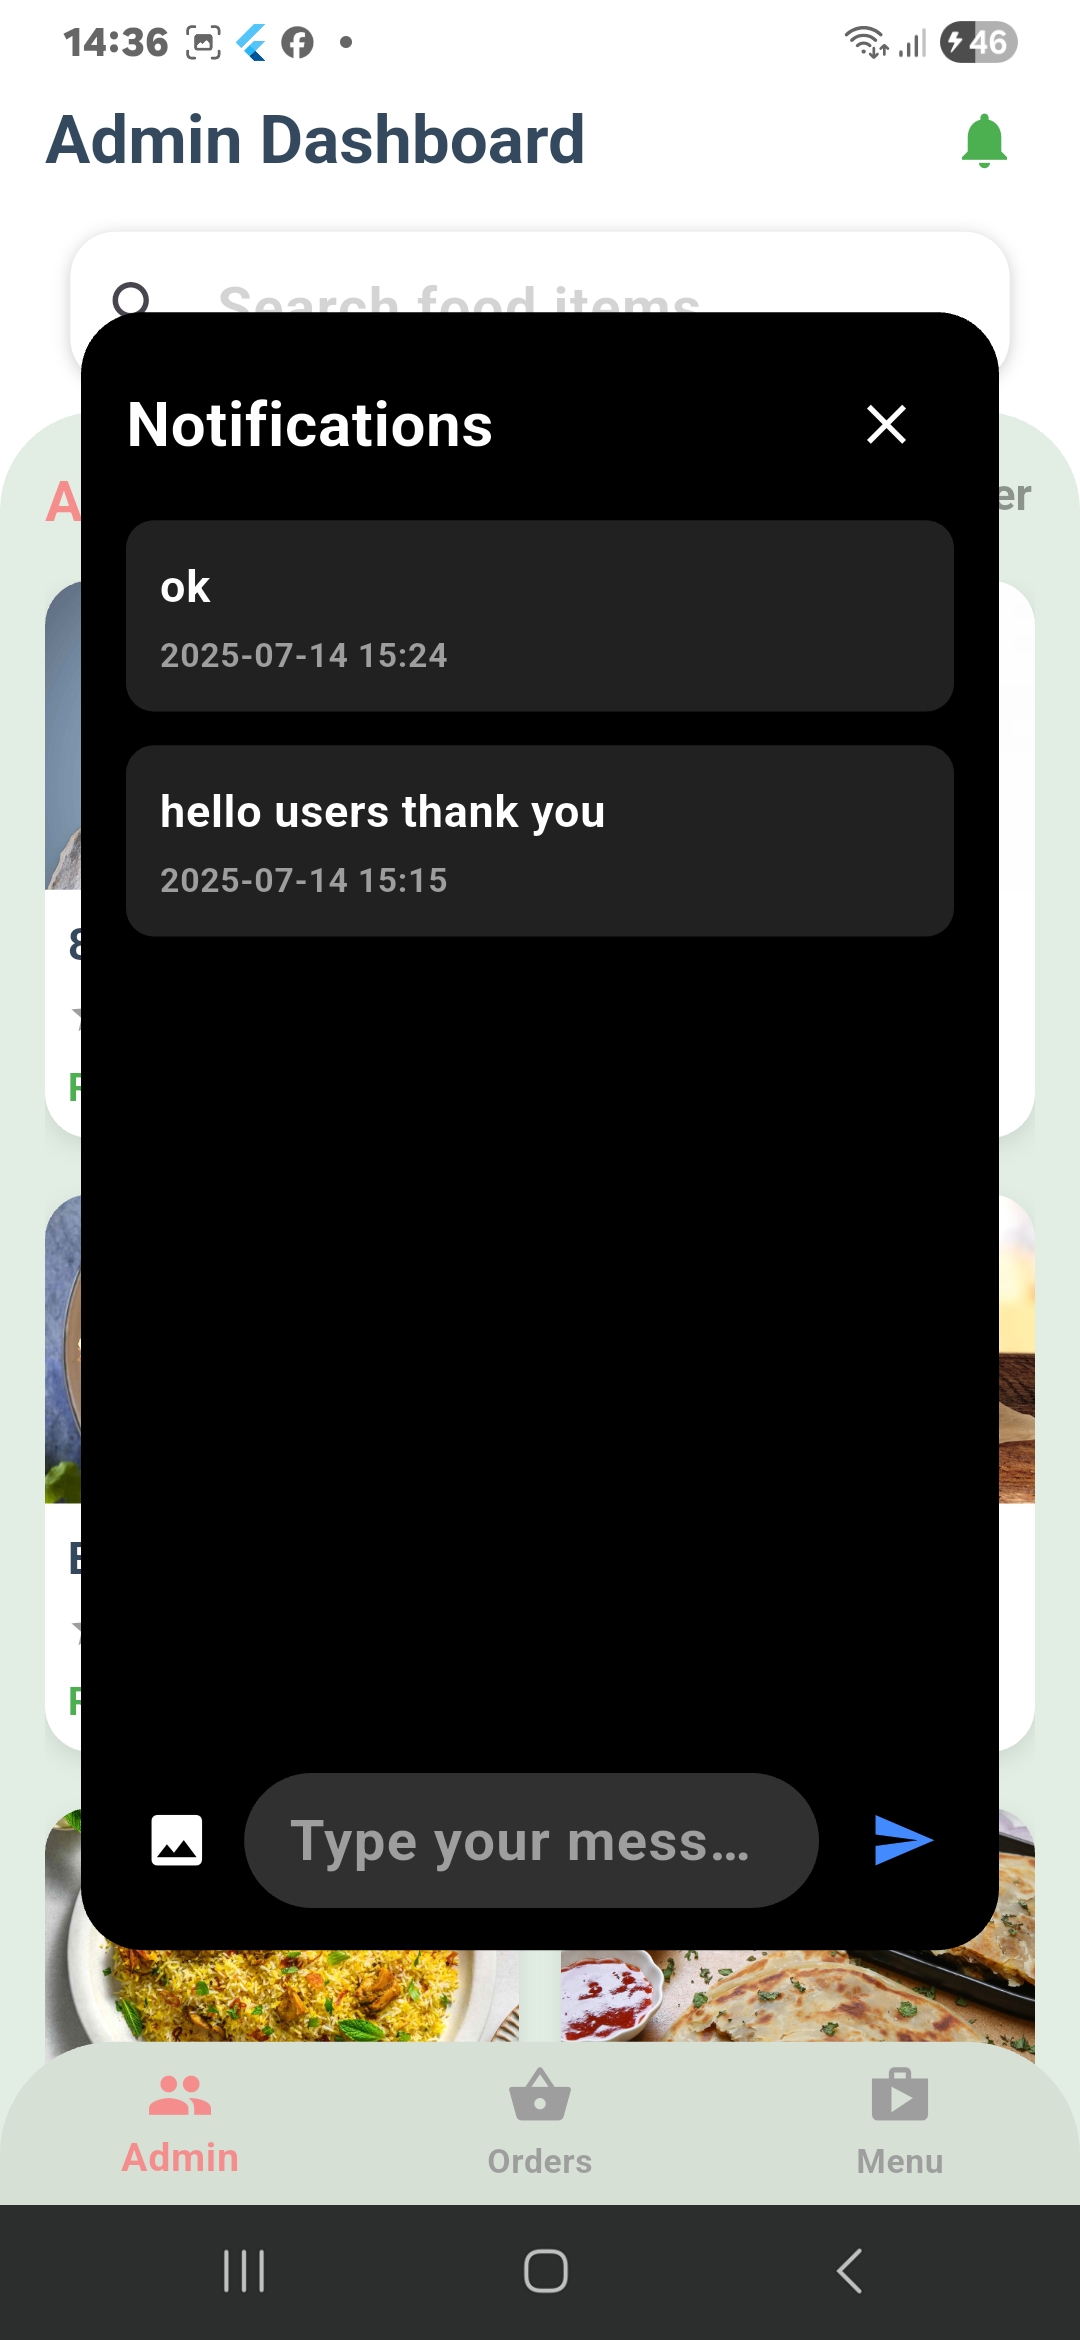 14:36
46
Admin Dashboard
Search food items
Notifications
er
ok
2025-07-14 15:24
hello users thank you
2025-07-14 15:15
Type your mess...
Admin
Orders
Menu